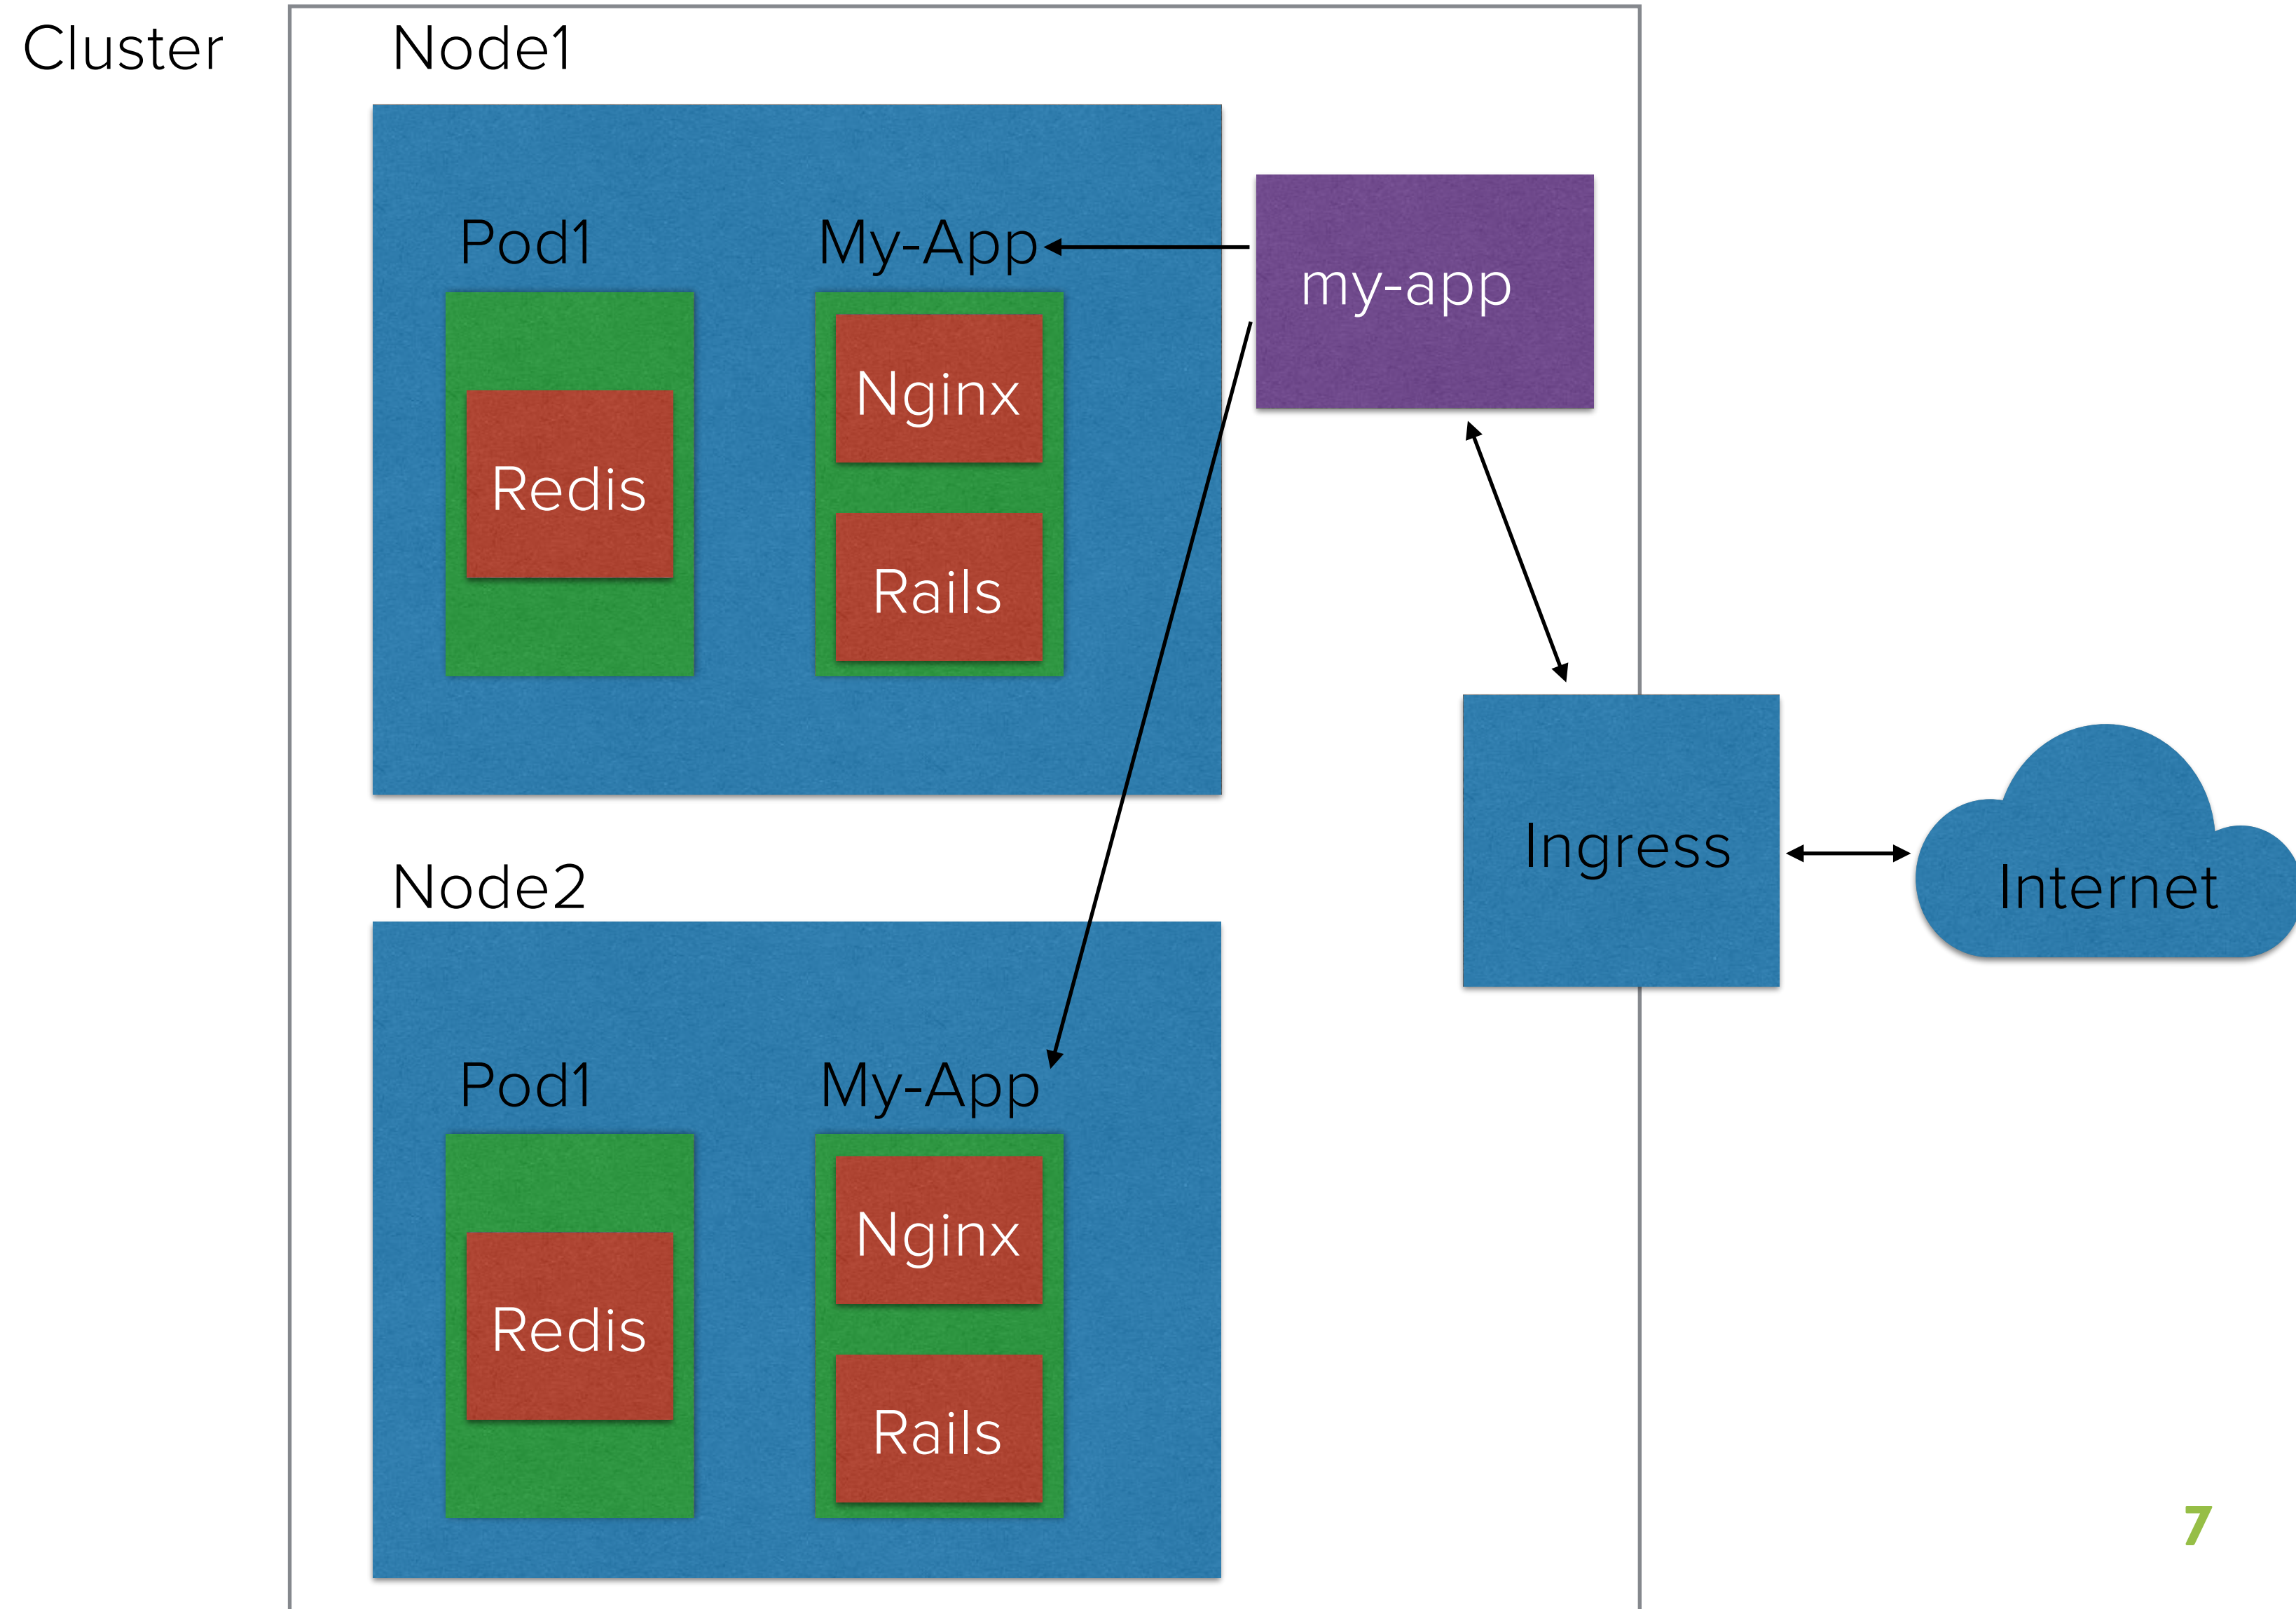 Cluster
Node1
Pod1
My-App
my-app
Redis
Nginx
Rails
Ingress
Internet
Node2
Pod1
My-App
Redis
Nginx
Rails
7